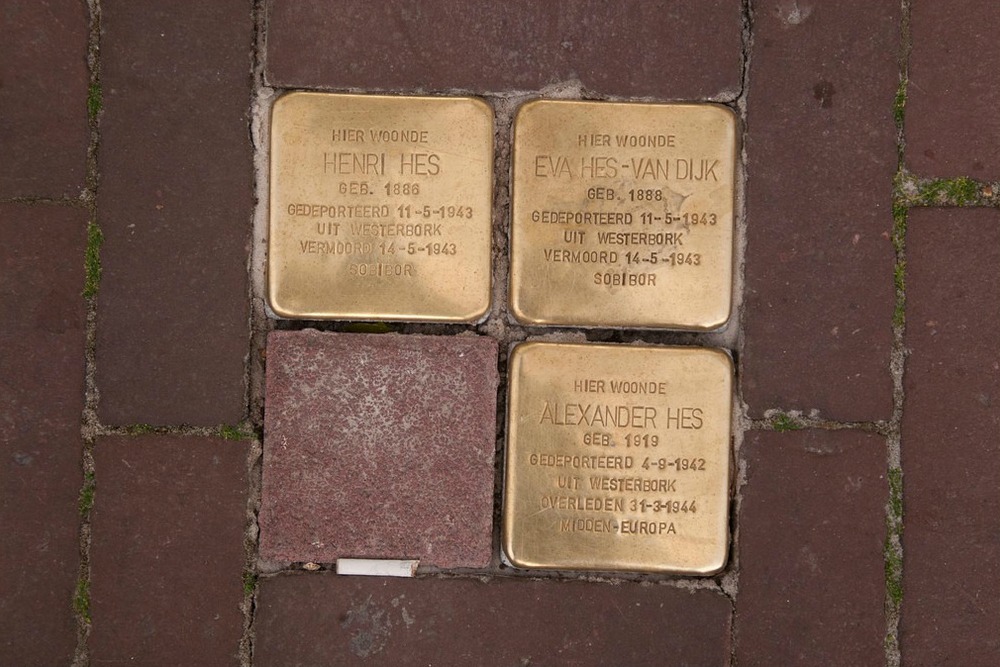 HIER WOONDE
HENRI HES
GEB. 1886
GEDEPORTEERD 11-5-1943
UIT WESTERBORK
VERMOORD 14-5-1943
SOBIBOR
HIER WOONDE
EVA HES-VAN DIJK
GEB. 1888
GEDEPORTEERD 11-5-1943
UIT WESTERBORK
VERMOORD 14-5-1943
SOBIBOR
HIER WOONDE
ALEXANDER HES
GEB. 1919
GEDEPORTEERD 4-9-1942
UIT WESTERBORK
OVERLEDEN 31-3-1944
MIDDEN-EUROPA